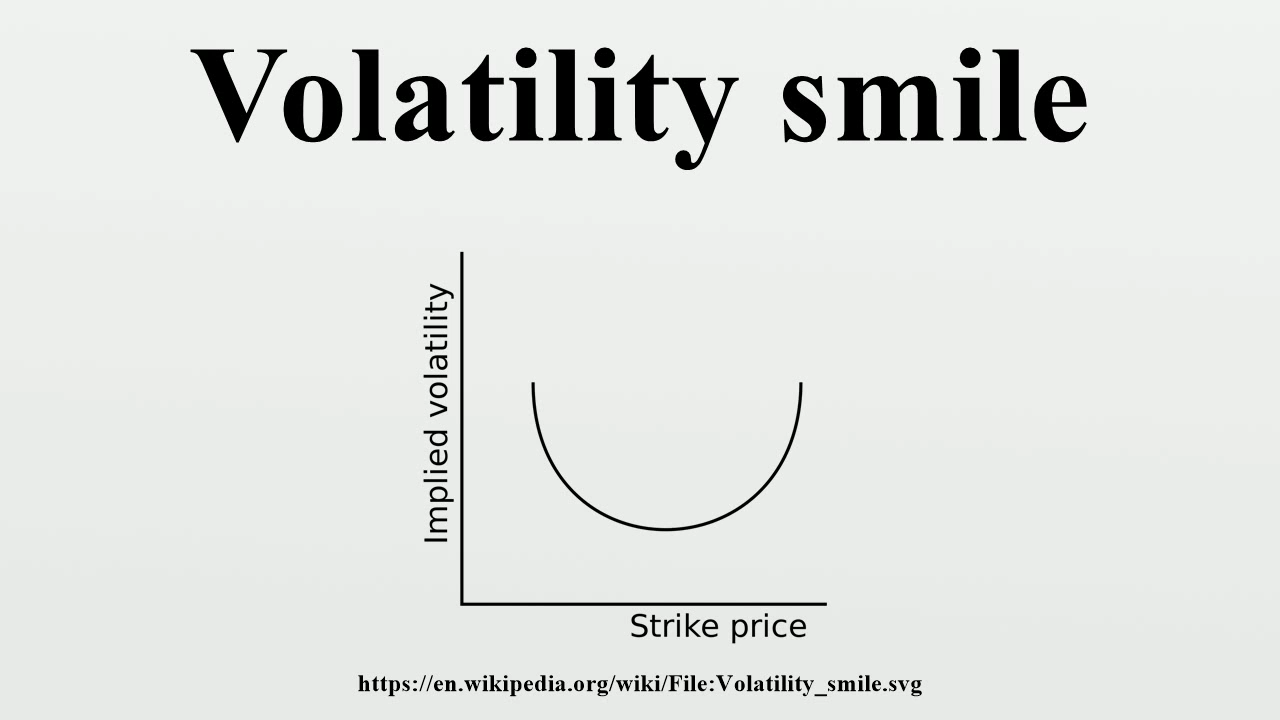 Volatility smile
Implied volatility
Strike price
https://en.wikipedia.org/wiki/File:Volatility_smile.svg